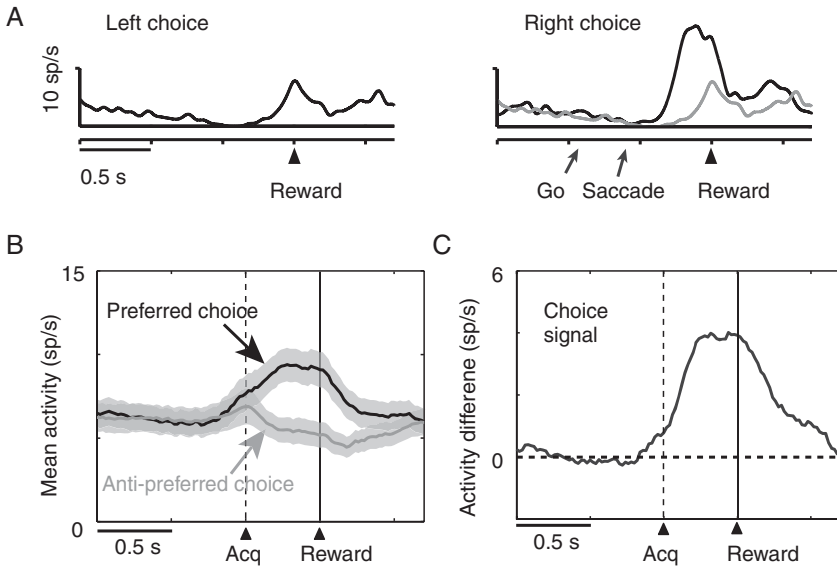 A
Left choice
Right choice
10 sp/s
0.5 s
Reward
Go
Saccade
Reward
B
15
Preferred choice
Mean activity (sp/s)
Anti-preferred choice
0
0.5 s
Acq
Reward
C
6
Choice
signal
Activity differene (sp/s)
0
0.5 s
Acq
Reward